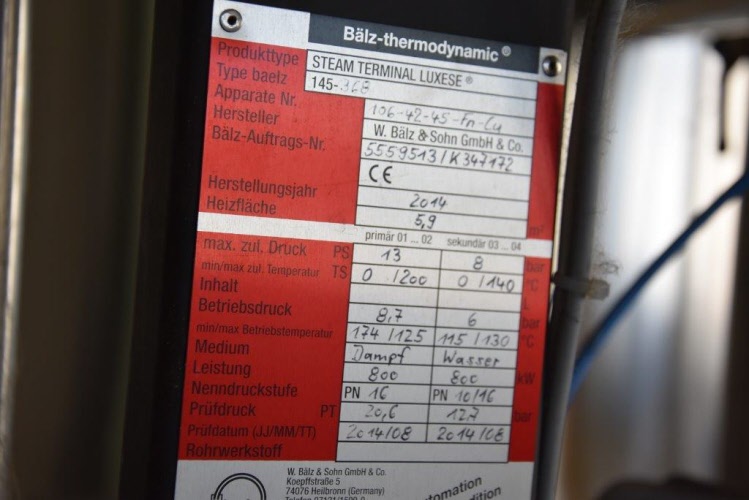 Bälz-thermodynamic®
Produkttype STEAM TERMINAL LUXESE®
Type baelz 145-168
Apparate Nr. 106-42-45-Fn-Cu
Hersteller W. Bälz & Sohn GmbH & Co.
Bälz-Auftrags-Nr. 5559513/K347172
CE
Herstellungsjahr 2014
Heizfläche 5,9 m²
primär 01 ... 02 sekundär 03 ... 04
max. zul. Druck PS 13 8 bar
min/max zul. Temperatur TS 0 /200 0 /140 °C
Inhalt L
Betriebsdruck 8,7 6 bar
min/max Betriebstemperatur 174 /125 115 /130 °C
Medium Dampf Wasser
Leistung 800 800 kW
Nenndruckstufe PN 16 PN 10/16
Prüfdruck PT 20,6 12,7 bar
Prüfdatum (JJ/MM/TT) 2014/08 2014/08
Rohrwerkstoff
W. Bälz & Sohn GmbH & Co.
Koepffstraße 5
74076 Heilbronn (Germany)